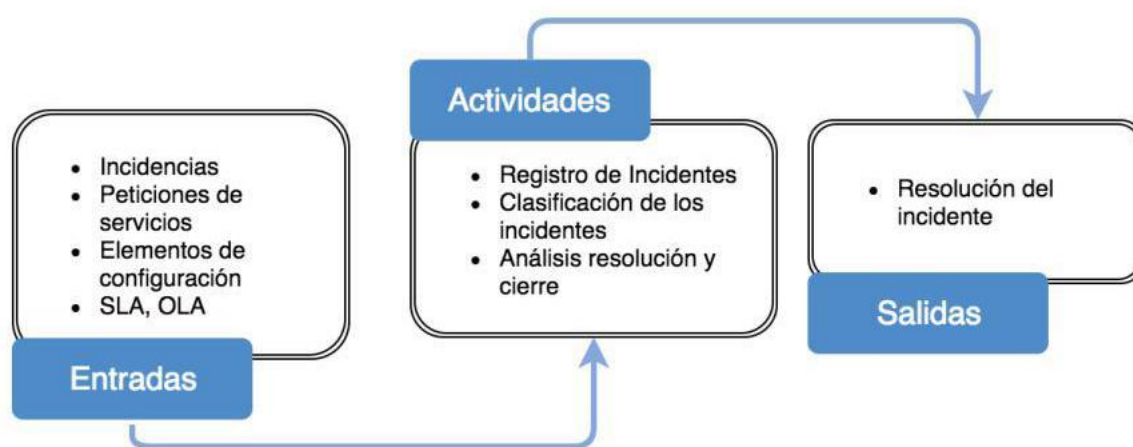 • Incidencias
• Peticiones de
servicios
• Elementos de
configuración
• SLA, OLA
Entradas
Actividades
• Registro de Incidentes
• Clasificación de los
incidentes
• Análisis resolución y
cierre
• Resolución del
incidente
Salidas